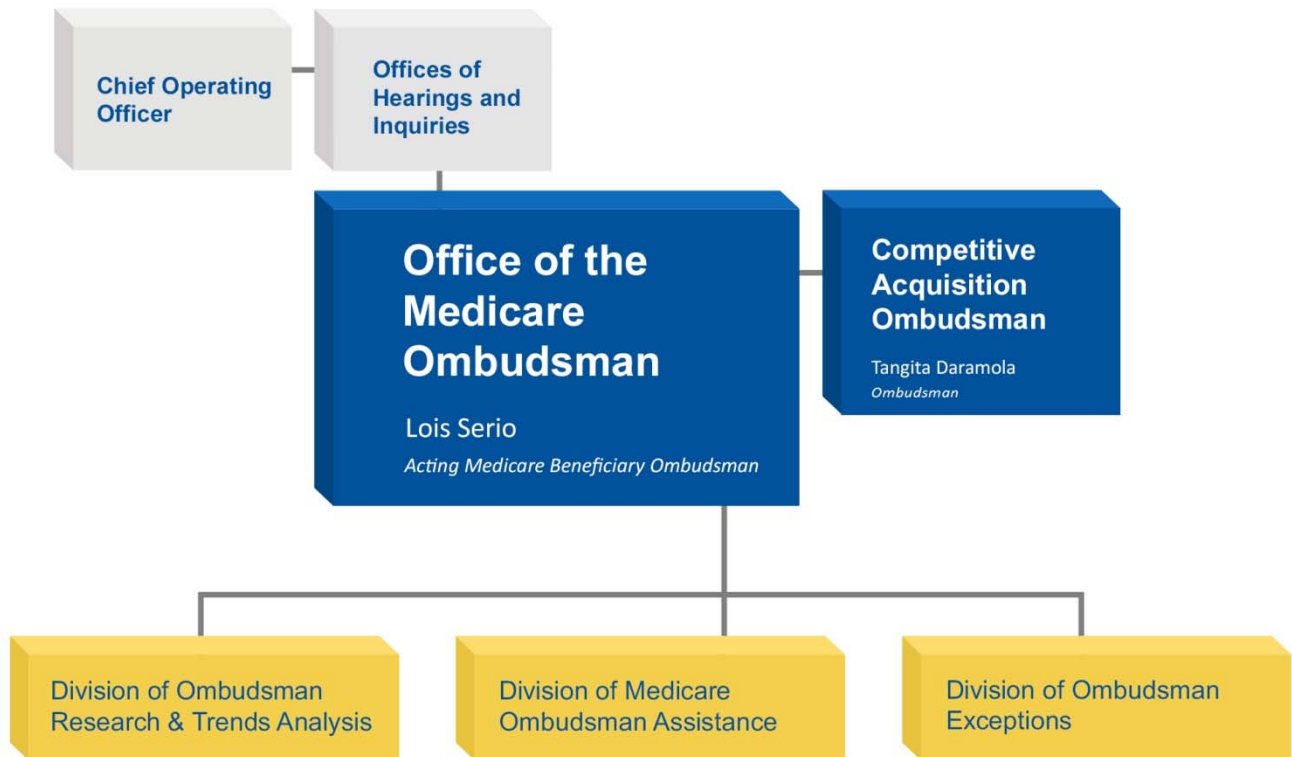 Chief Operating
Officer
Offices of
Hearings and
Inquiries
Office of the
Medicare
Ombudsman
Lois Serio
Acting Medicare Beneficiary Ombudsman
Competitive
Acquisition
Ombudsman
Tangita Daramola
Ombudsman
Division of Ombudsman
Research & Trends Analysis
Division of Medicare
Ombudsman Assistance
Division of Ombudsman
Exceptions